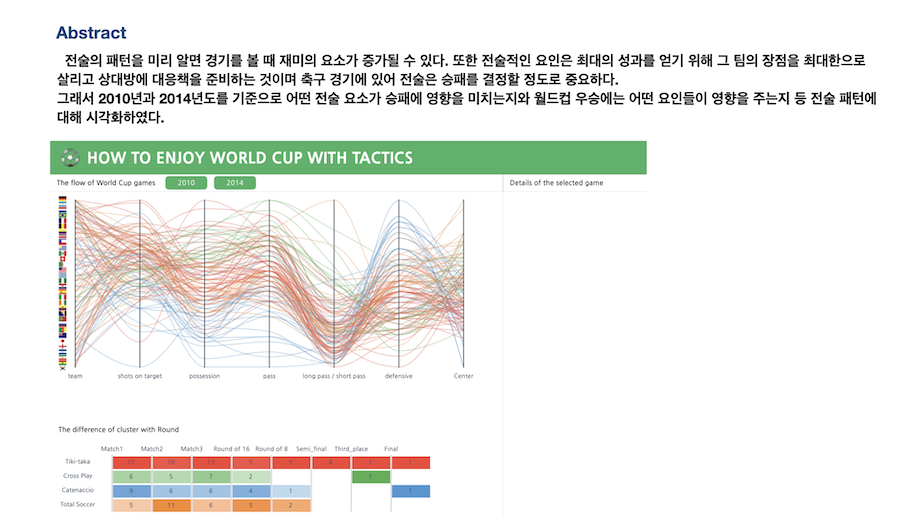 Abstract
전술의 패턴을 미리 알면 경기를 볼 때 재미의 요소가 증가될 수 있다. 또한 전술적인 요인은 최대의 성과를 얻기 위해 그 팀의 장점을 최대한으로
살리고 상대방에 대응책을 준비하는 것이며 축구 경기에 있어 전술은 승패를 결정할 정도로 중요하다.
그래서 2010년과 2014년도를 기준으로 어떤 전술 요소가 승패에 영향을 미치는지와 월드컵 우승에는 어떤 요인들이 영향을 주는지 등 전술 패턴에
대해 시각화하였다.
HOW TO ENJOY WORLD CUP WITH TACTICS
The flow of World Cup games 2010 2014 Details of the selected game
team shots on target possession pass long pass / short pass defensive Center
The difference of cluster with Round
Match1 Match2 Match3 Round of 16 Round of 8 Semi_final Third_place Final
Tiki-taka 12 10 13 5 5 4 1 1
Cross Play 6 5 7 2 1
Catenaccio 9 6 6 4 1 1
Total Soccer 5 11 6 5 2